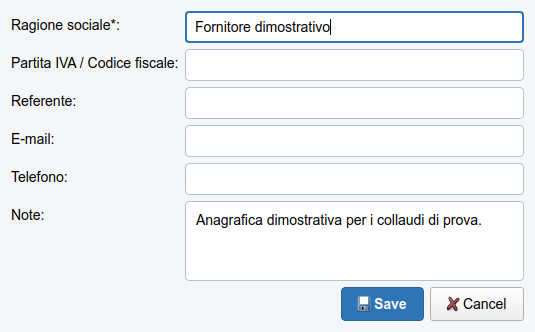 Ragione sociale*: Fornitore dimostrativo
Partita IVA / Codice fiscale:
Referente:
E-mail:
Telefono:
Note: Anagrafica dimostrativa per i collaudi di prova.
Save Cancel